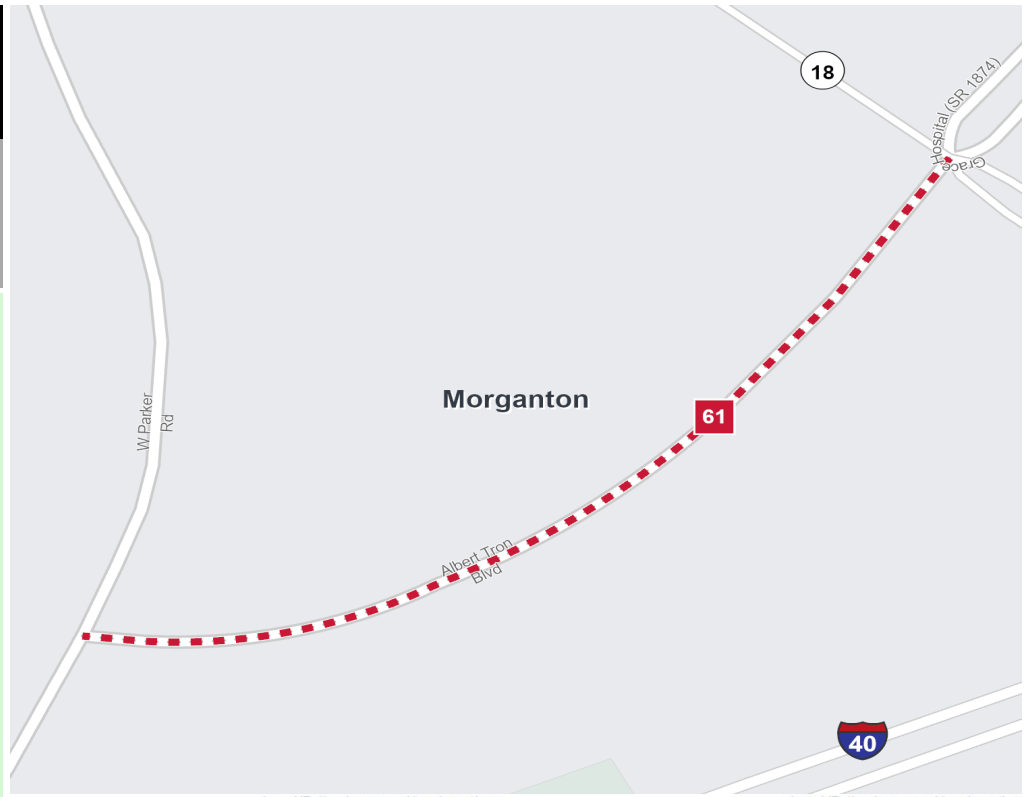 18
Hospital (SR 1874)
Grace
W Parker
Rd
Morganton
61
Albert Tron
Blvd
40